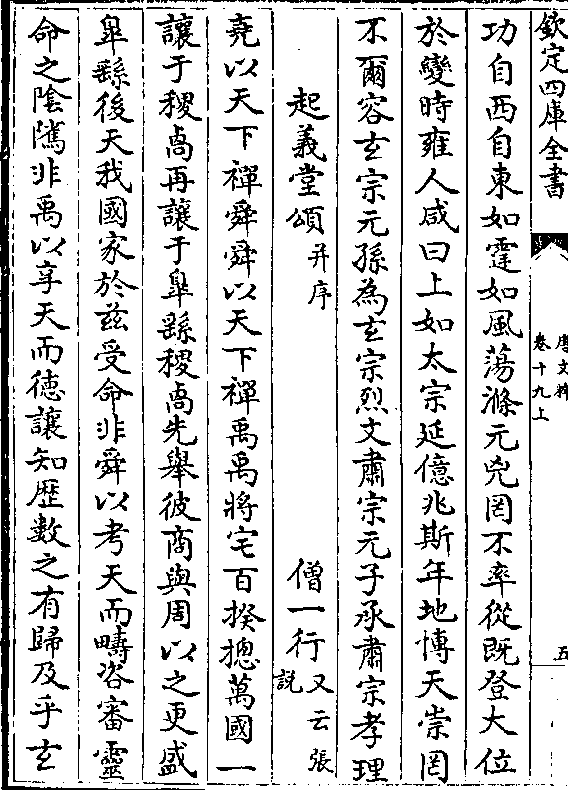 欽定四庫全書
唐文粹
卷十九上
五
功自西自東如霆如風蕩滌元兇罔不率從既登大位
於變時雍人咸曰上如太宗延億兆斯年地博天崇罔
不爾容玄宗元孫為玄宗烈文肅宗元子承肅宗孝理
起義堂頌并序
僧一行又云張說
堯以天下禪舜舜以天下禪禹禹將宅百揆摠萬國一
讓于稷卨再讓于臯繇稷卨先舉彼商與周以之更盛
臯繇後天我國家於兹受命非舜以考天而疇咨審靈
命之陰隲非禹以享天而德讓知歴數之有歸及乎玄